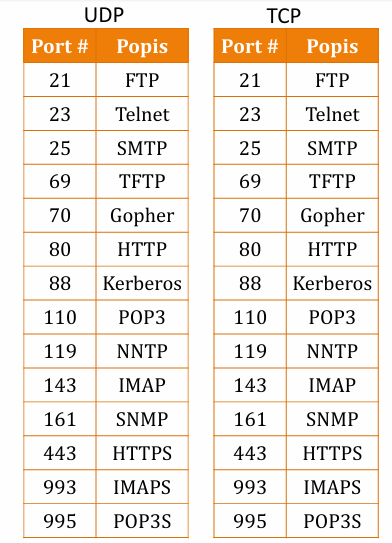 UDP
Port # Popis
21 FTP
23 Telnet
25 SMTP
69 TFTP
70 Gopher
80 HTTP
88 Kerberos
110 POP3
119 NNTP
143 IMAP
161 SNMP
443 HTTPS
993 IMAPS
995 POP3S
TCP
Port # Popis
21 FTP
23 Telnet
25 SMTP
69 TFTP
70 Gopher
80 HTTP
88 Kerberos
110 POP3
119 NNTP
143 IMAP
161 SNMP
443 HTTPS
993 IMAPS
995 POP3S